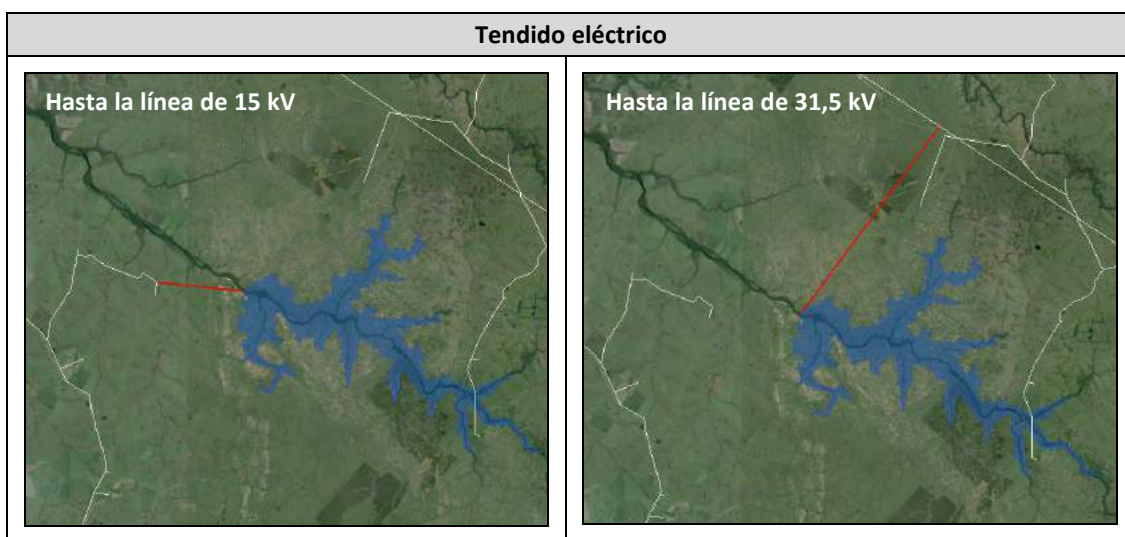 Tendido eléctrico
Hasta la línea de 15 kV
Hasta la línea de 31,5 kV